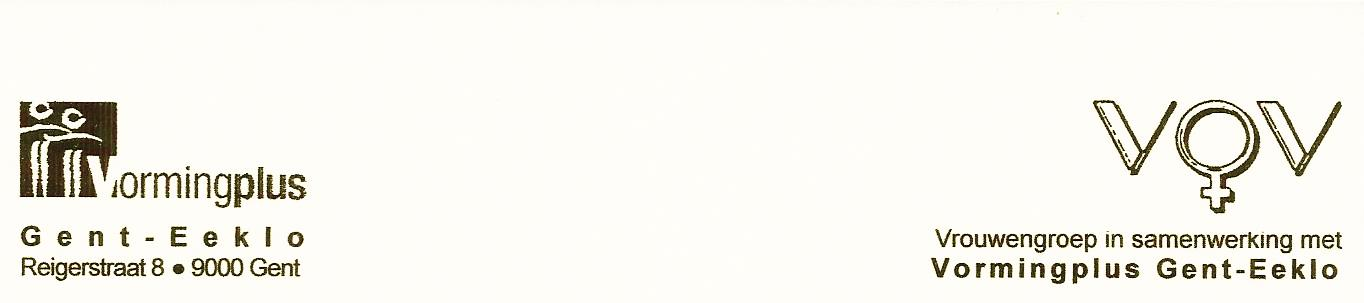 Vormingplus
Gent-Eeklo
Reigerstraat 8 • 9000 Gent
VOV
Vrouwengroep in samenwerking met
Vormingplus Gent-Eeklo